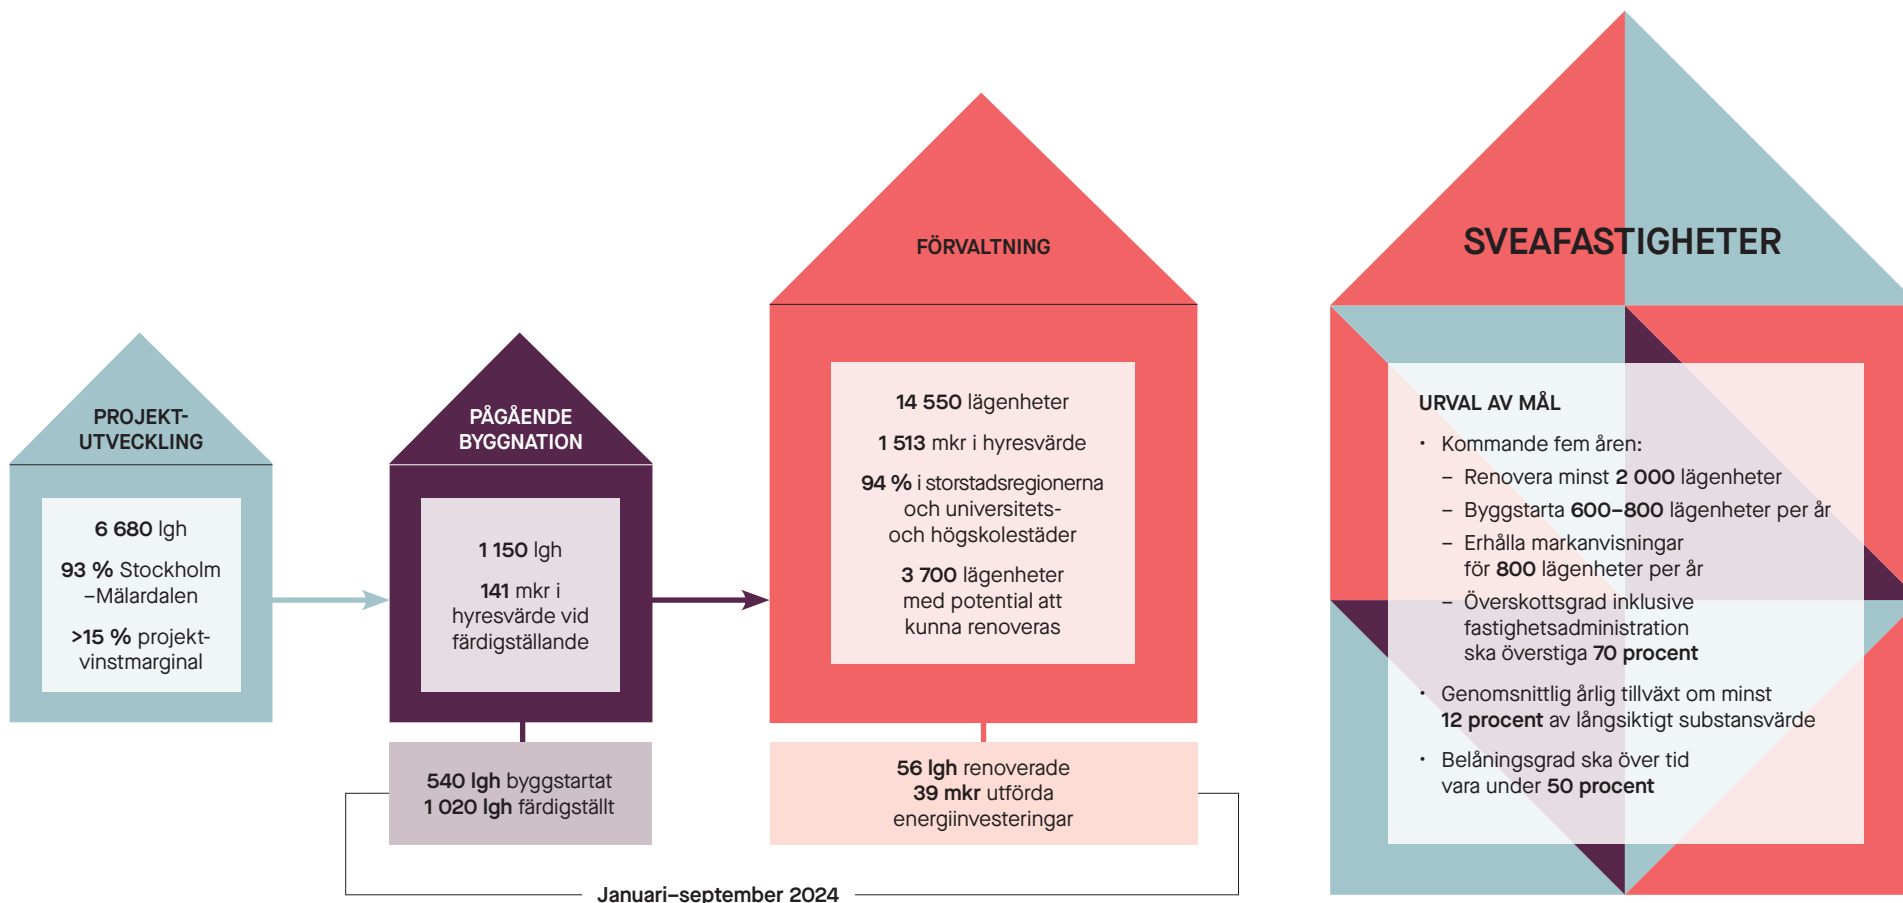 PROJEKT-
UTVECKLING
6 680 lgh
93 % Stockholm
–Mälardalen
>15 % projekt-
vinstmarginal
PÅGÅENDE
BYGGNATION
1 150 lgh
141 mkr i
hyresvärde vid
färdigställande
540 lgh byggstartat
1 020 lgh färdigställt
FÖRVALTNING
14 550 lägenheter
1 513 mkr i hyresvärde
94 % i storstadsregionerna
och universitets-
och högskolestäder
3 700 lägenheter
med potential att
kunna renoveras
56 lgh renoverade
39 mkr utförda
energiinvesteringar
Januari–september 2024
SVEAFASTIGHETER
URVAL AV MÅL
• Kommande fem åren:
– Renovera minst 2 000 lägenheter
– Byggstarta 600–800 lägenheter per år
– Erhålla markanvisningar
för 800 lägenheter per år
– Överskottsgrad inklusive
fastighetsadministration
ska överstiga 70 procent
• Genomsnittlig årlig tillväxt om minst
12 procent av långsiktigt substansvärde
• Belåningsgrad ska över tid
vara under 50 procent